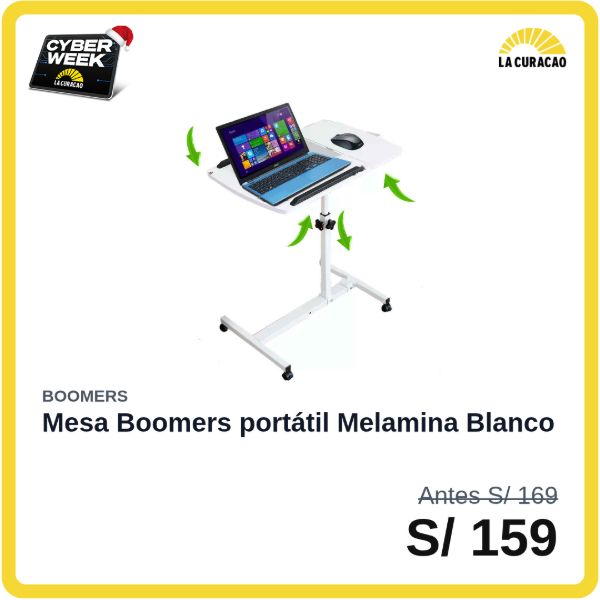 CYBER
WEEK
LA CURACAO
LA CURACAO
BOOMERS
Mesa Boomers portátil Melamina Blanco
Antes S/ 169
S/ 159